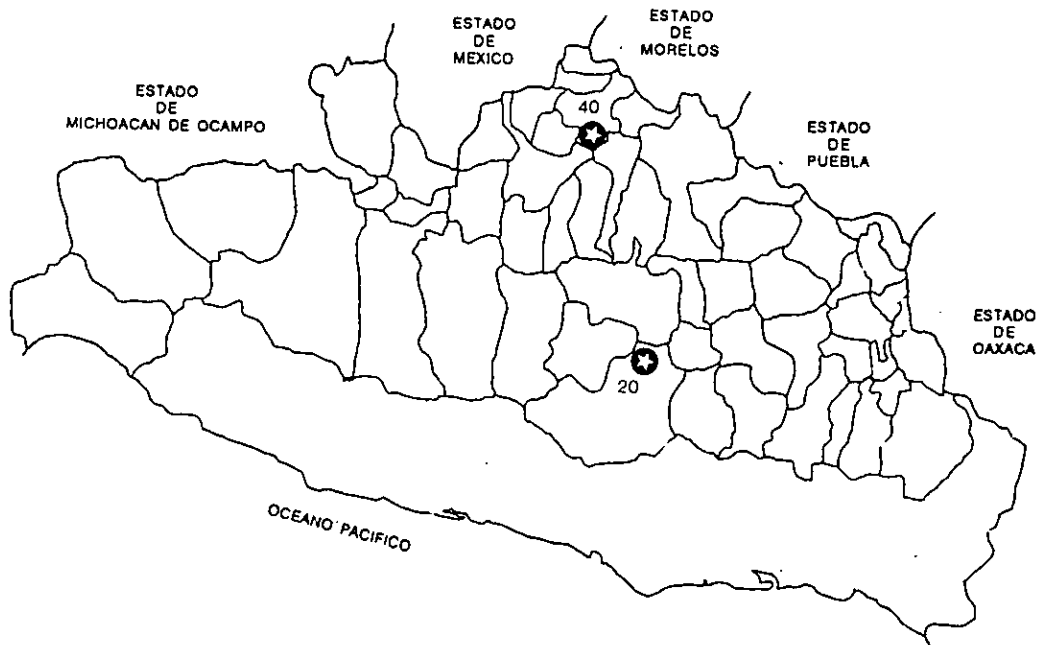 ESTADO
DE
MEXICO
ESTADO
DE
MORELOS
ESTADO
DE
MICHOACAN DE OCAMPO
40
ESTADO
DE
PUEBLA
ESTADO
DE
OAXACA
20
OCEANO PACIFICO